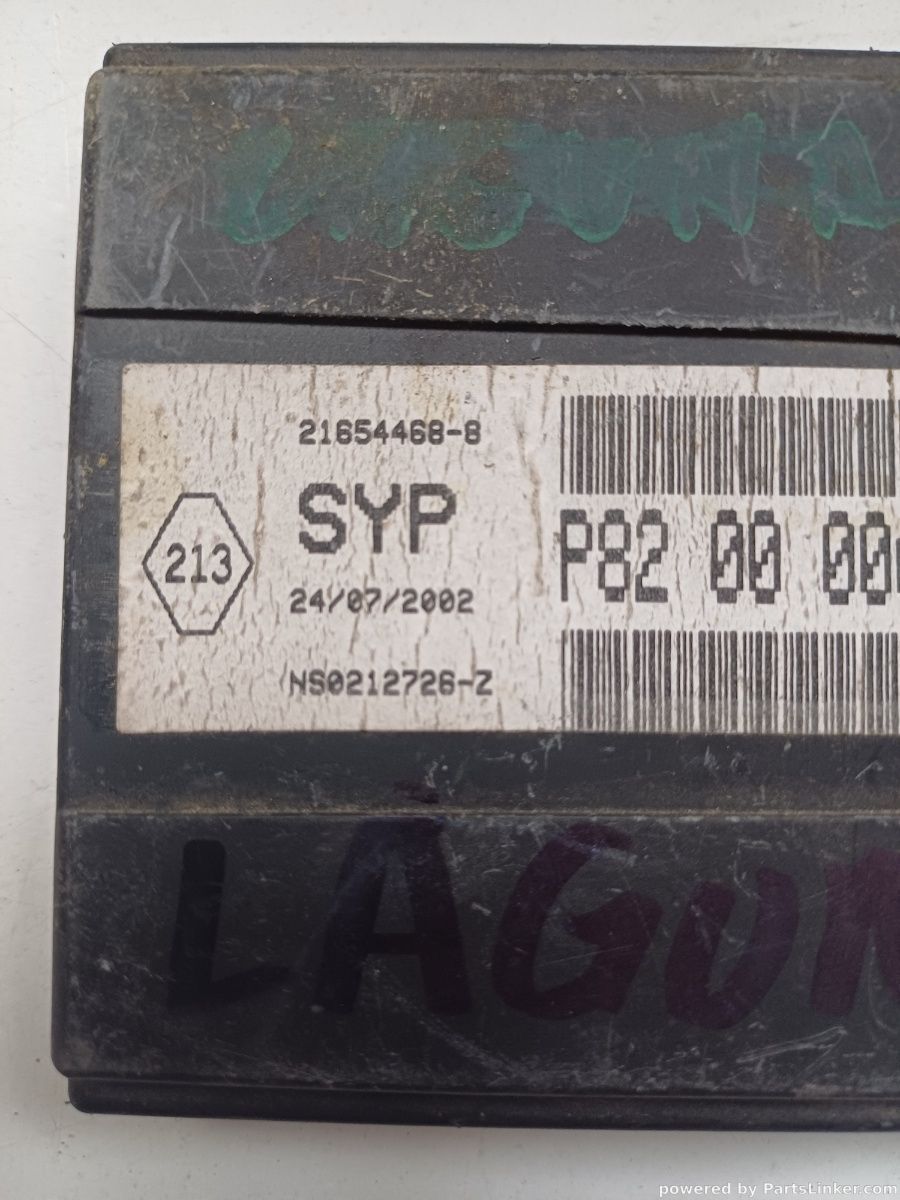 21654468-8
213
SYP
P82 00 00
24/07/2002
NS0212726-Z
LAGUN
powered by PartsLinker.com